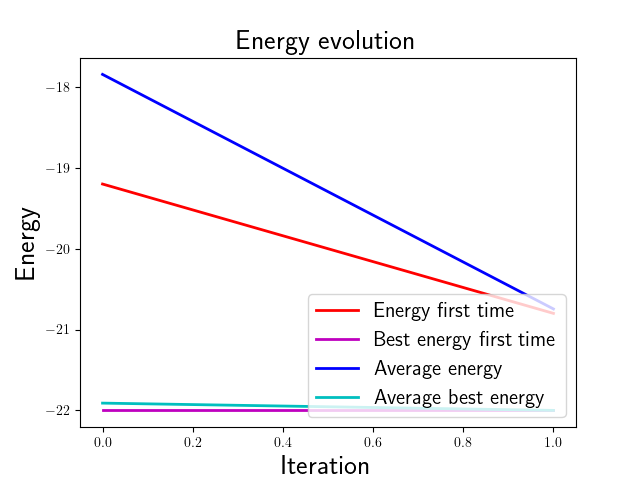 Energy evolution
Energy
−18
−19
−20
−21
−22
Energy first time
Best energy first time
Average energy
Average best energy
0.0 0.2 0.4 0.6 0.8 1.0
Iteration